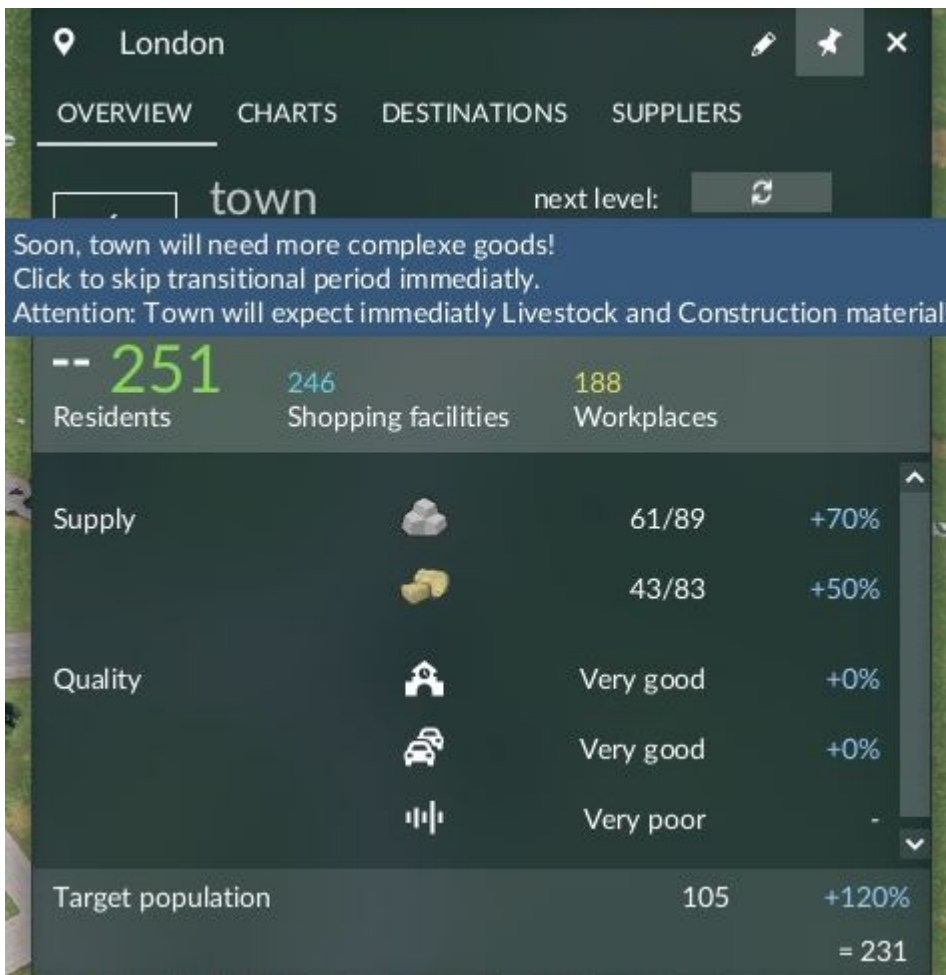 London
OVERVIEW CHARTS DESTINATIONS SUPPLIERS
town next level:
Soon, town will need more complexe goods!
Click to skip transitional period immediatly.
Attention: Town will expect immediatly Livestock and Construction material
-- 251 246 188
Residents Shopping facilities Workplaces
Supply 61/89 +70%
43/83 +50%
Quality Very good +0%
Very good +0%
Very poor -
Target population 105 +120%
= 231